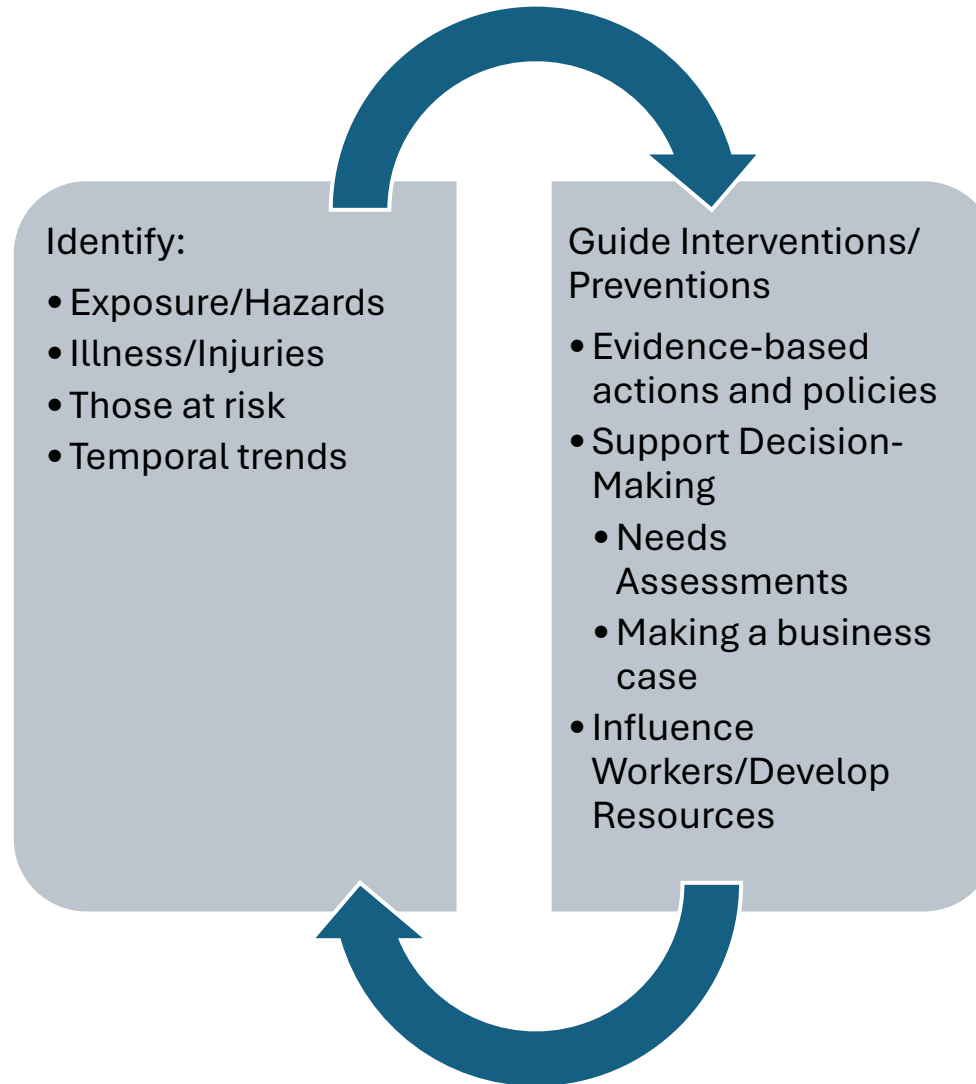 Identify:
• Exposure/Hazards
• Illness/Injuries
• Those at risk
• Temporal trends
Guide Interventions/
Preventions
• Evidence-based
actions and policies
• Support Decision-
Making
• Needs
Assessments
• Making a business
case
• Influence
Workers/Develop
Resources